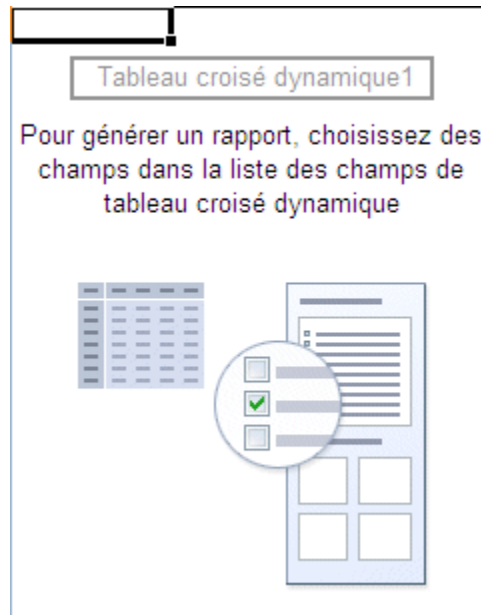 Tableau croisé dynamique1
Pour générer un rapport, choisissez des
champs dans la liste des champs de
tableau croisé dynamique